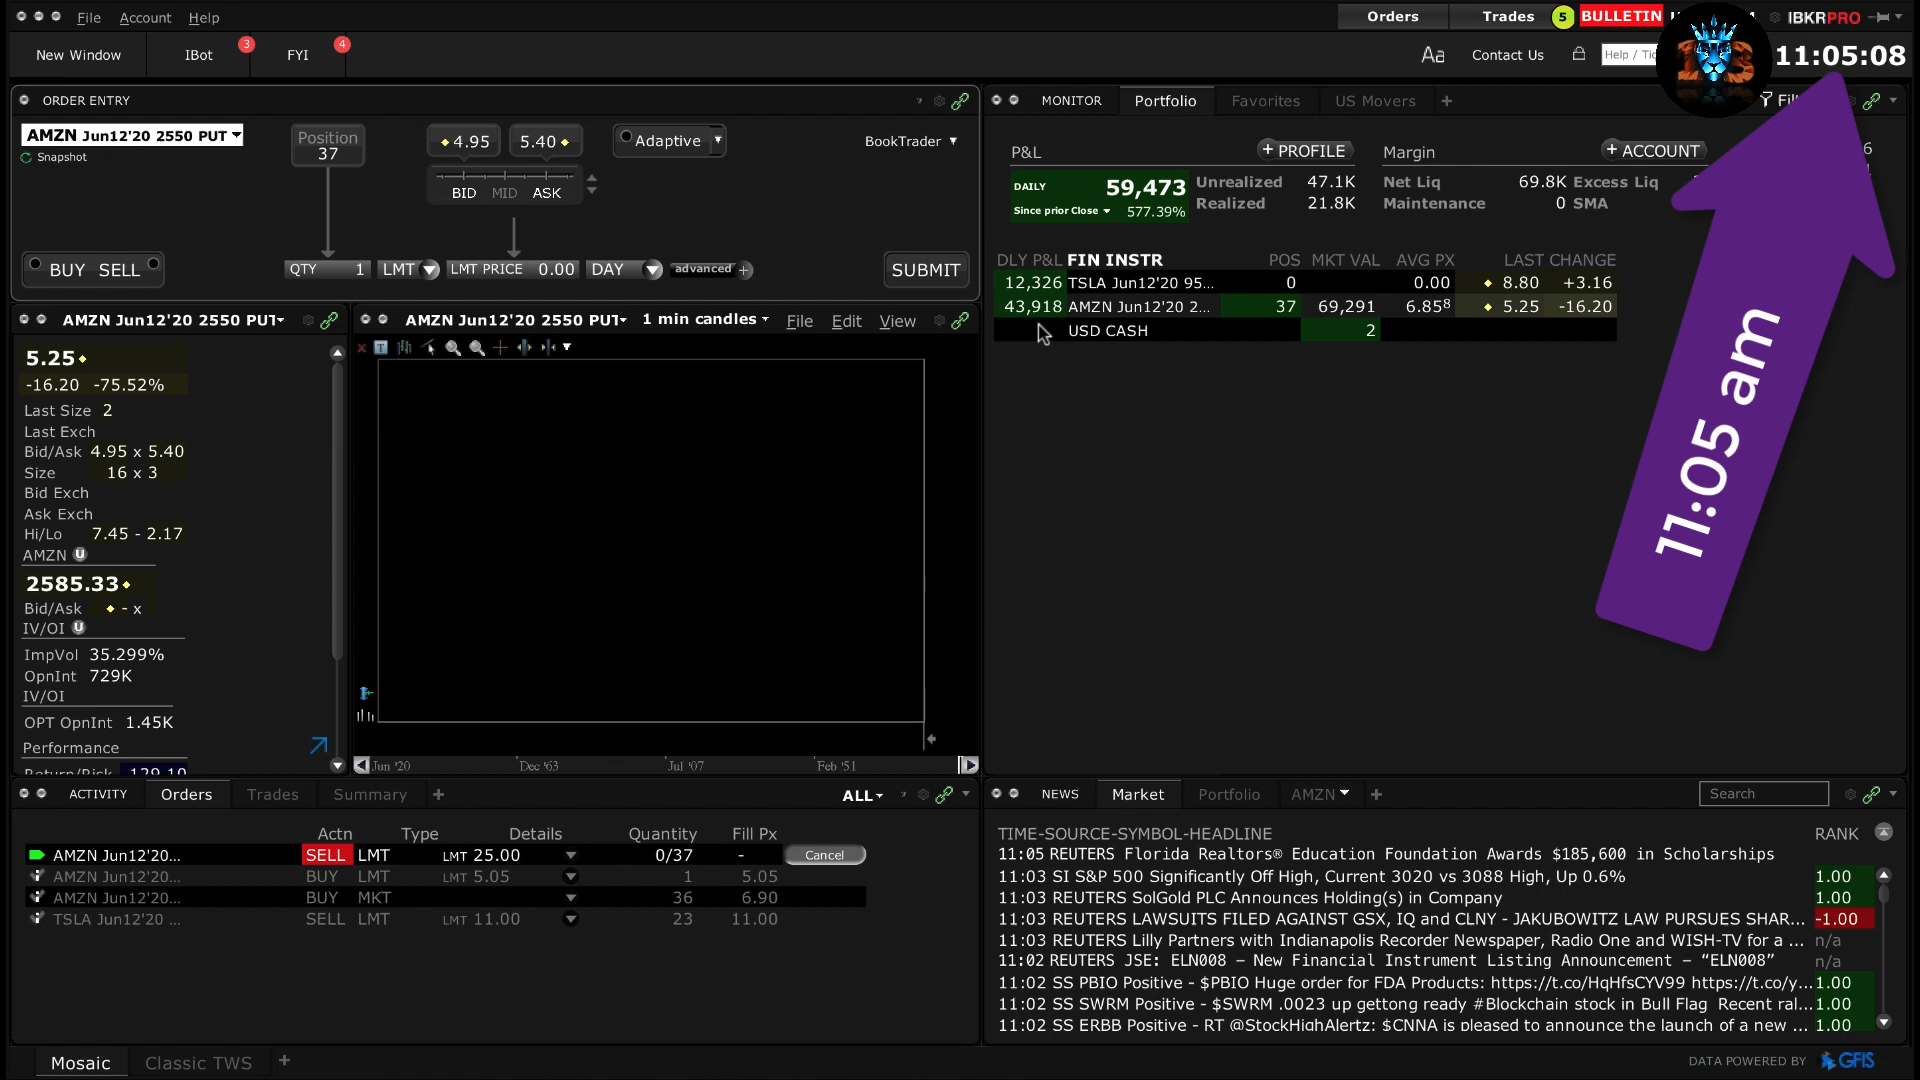 File Account Help
Orders Trades 5 BULLETIN IBKRPRO
New Window IBot 3 FYI 4
Aa Contact Us Help / 11:05:08
ORDER ENTRY
AMZN Jun12'20 2550 PUT
Snapshot
Position
37
4.95 5.40
Adaptive
BookTrader
BID MID ASK
BUY SELL
QTY 1 LMT LMT PRICE 0.00 DAY advanced +
SUBMIT
MONITOR Portfolio Favorites US Movers +
P&L + PROFILE Margin + ACCOUNT
DAILY 59,473
Since prior Close 577.39%
Unrealized 47.1K
Realized 21.8K
Net Liq 69.8K Excess Liq
Maintenance 0 SMA
DLY P&L FIN INSTR POS MKT VAL AVG PX LAST CHANGE
12,326 TSLA Jun12'20 95... 0 0.00 8.80 +3.16
43,918 AMZN Jun12'20 2... 37 69,291 6.858 5.25 -16.20
USD CASH 2
11:05 am
AMZN Jun12'20 2550 PUT
5.25
-16.20 -75.52%
Last Size 2
Last Exch
Bid/Ask 4.95 x 5.40
Size 16 x 3
Bid Exch
Ask Exch
Hi/Lo 7.45 - 2.17
AMZN U
2585.33
Bid/Ask - x
IV/OI U
ImpVol 35.299%
OpnInt 729K
IV/OI
OPT OpnInt 1.45K
Performance
Return/Risk 129.10
AMZN Jun12'20 2550 PUT 1 min candles File Edit View
Jun '20 Dec '63 Jul '07 Feb '51
ACTIVITY Orders Trades Summary + ALL
Actn Type Details Quantity Fill Px
AMZN Jun12'20... SELL LMT LMT 25.00 0/37 - Cancel
AMZN Jun12'20... BUY LMT LMT 5.05 1 5.05
AMZN Jun12'20... BUY MKT 36 6.90
TSLA Jun12'20 ... SELL LMT LMT 11.00 23 11.00
NEWS Market Portfolio AMZN + Search
TIME-SOURCE-SYMBOL-HEADLINE RANK
11:05 REUTERS Florida Realtors® Education Foundation Awards $185,600 in Scholarships
11:03 SI S&P 500 Significantly Off High, Current 3020 vs 3088 High, Up 0.6% 1.00
11:03 REUTERS SolGold PLC Announces Holding(s) in Company 1.00
11:03 REUTERS LAWSUITS FILED AGAINST GSX, IQ and CLNY - JAKUBOWITZ LAW PURSUES SHAR... -1.00
11:03 REUTERS Lilly Partners with Indianapolis Recorder Newspaper, Radio One and WISH-TV for a ... n/a
11:02 REUTERS JSE: ELN008 – New Financial Instrument Listing Announcement – “ELN008” n/a
11:02 SS PBIO Positive - $PBIO Huge order for FDA Products: https://t.co/HqHfsCYV99 https://t.co/y... 1.00
11:02 SS SWRM Positive - $SWRM .0023 up gettong ready #Blockchain stock in Bull Flag Recent ral... 1.00
11:02 SS ERBB Positive - RT @StockHighAlertz: $CNNA is pleased to announce the launch of a new ... 1.00
Mosaic Classic TWS +
DATA POWERED BY GFIS